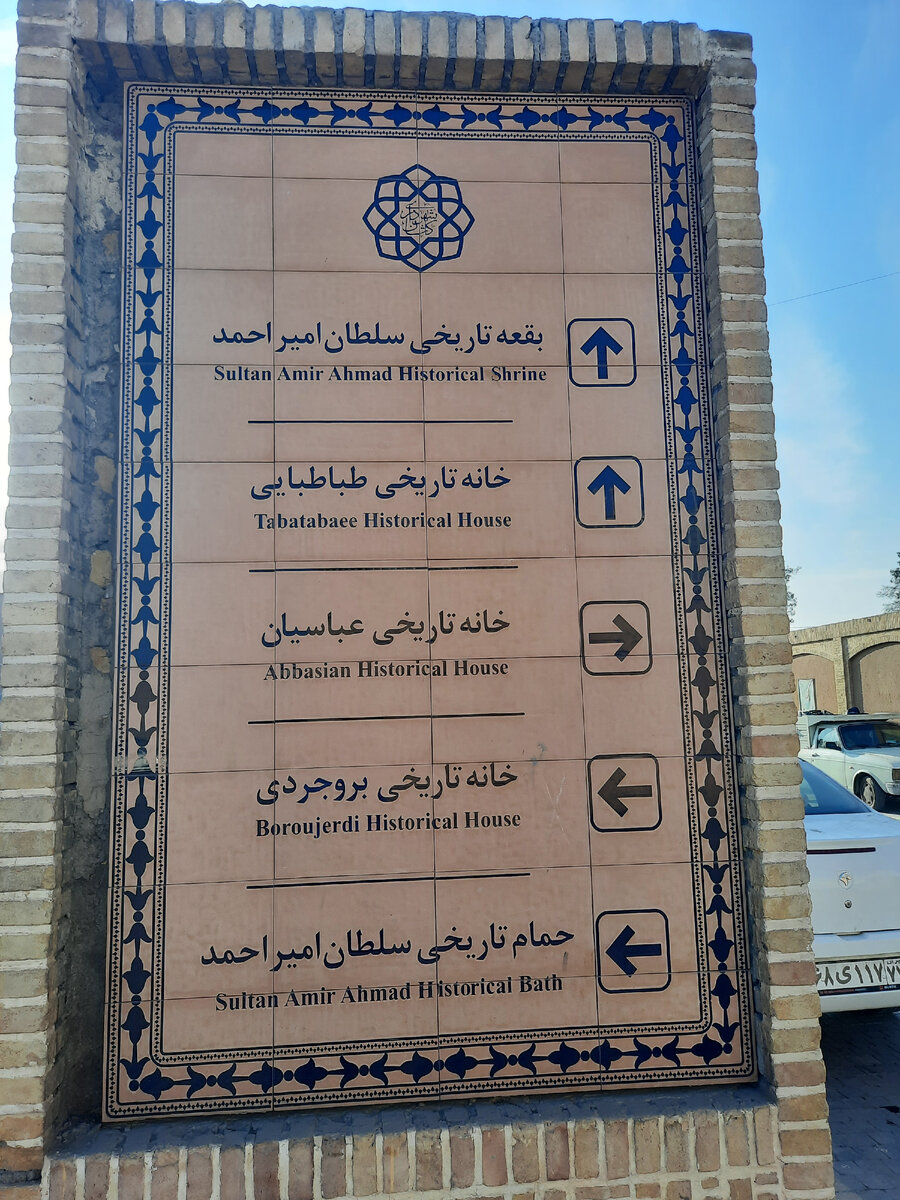 شهرداری کاشان
بقعه تاریخی سلطان امیر احمد
Sultan Amir Ahmad Historical Shrine
خانه تاریخی طباطبایی
Tabatabaee Historical House
خانه تاریخی عباسیان
Abbasian Historical House
خانه تاریخی بروجردی
Boroujerdi Historical House
حمام تاریخی سلطان امیر احمد
Sultan Amir Ahmad Historical Bath